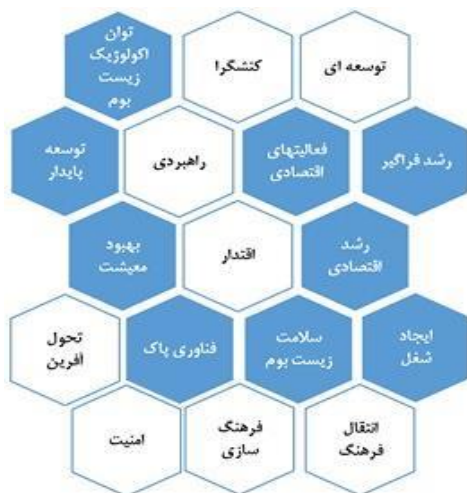 توسعه ای
کنشگرا
توان
اکولوژیک
زیست
بوم
رشد فراگیر
فعالیتهای
اقتصادی
راهبردی
توسعه
پایدار
رشد
اقتصادی
اقتدار
بهبود
معیشت
ایجاد
شغل
سلامت
زیست بوم
فناوری پاک
تحول
آفرین
انتقال
فرهنگ
فرهنگ
سازی
امنیت